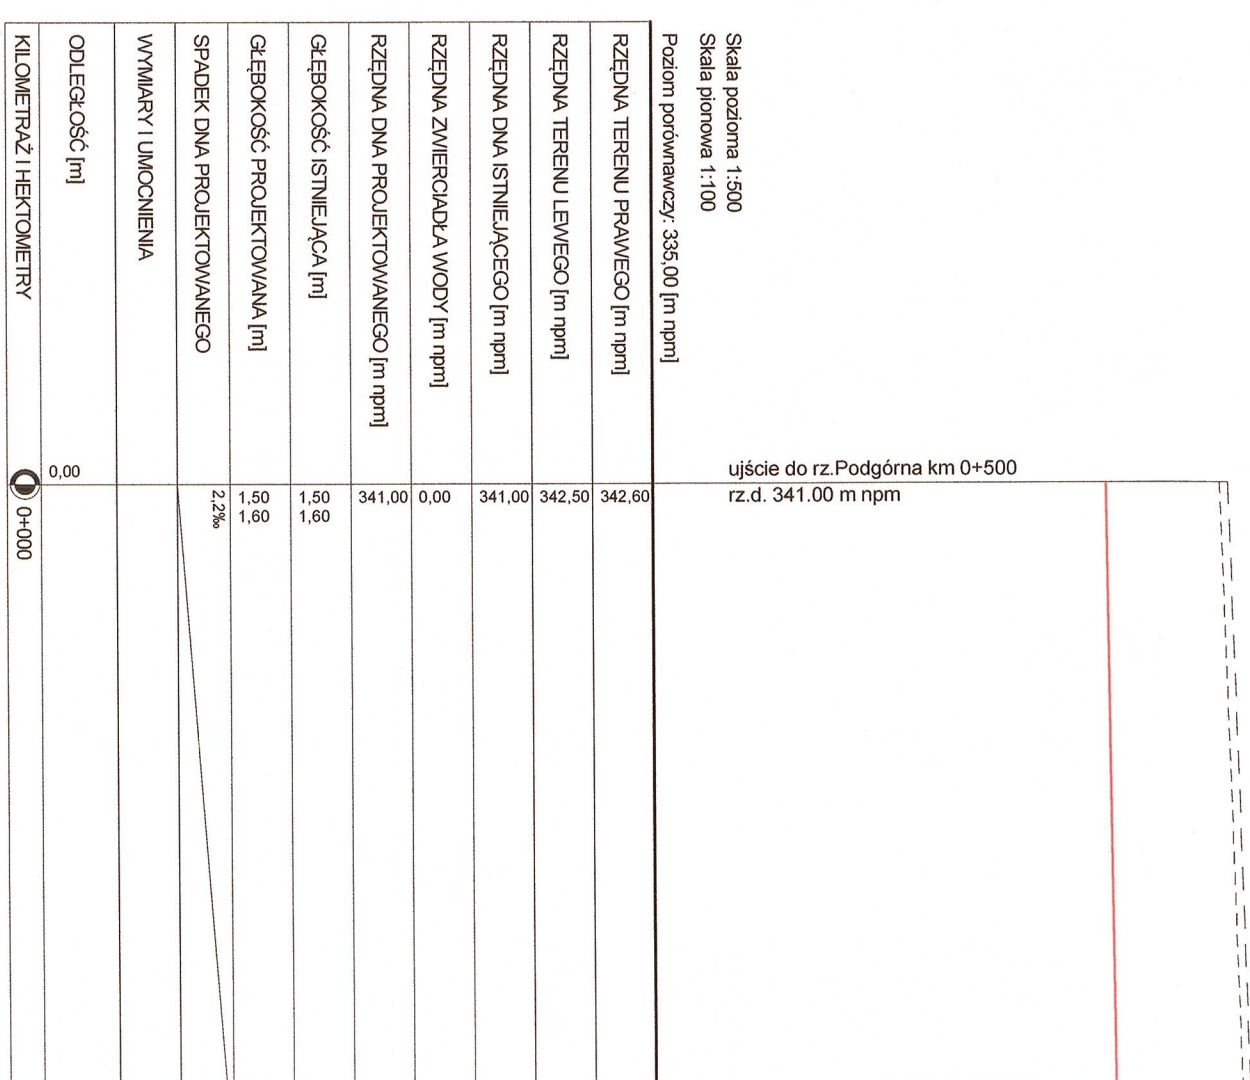 Skala pozioma 1:500
Skala pionowa 1:100
Poziom porównawczy: 335,00 [m npm]
ujście do rz.Podgórna km 0+500
rz.d. 341.00 m npm
RZĘDNA TERENU PRAWEGO [m npm]
342,60
RZĘDNA TERENU LEWEGO [m npm]
342,50
RZĘDNA DNA ISTNIEJĄCEGO [m npm]
341,00
RZĘDNA ZWIERCIADŁA WODY [m npm]
0,00
RZĘDNA DNA PROJEKTOWANEGO [m npm]
341,00
GŁĘBOKOŚĆ ISTNIEJĄCA [m]
1,50
1,60
GŁĘBOKOŚĆ PROJEKTOWANA [m]
1,50
1,60
SPADEK DNA PROJEKTOWANEGO
2,2‰
WYMIARY I UMOCNIENIA
ODLEGŁOŚĆ [m]
0,00
KILOMETRAŻ I HEKTOMETRY
0+000